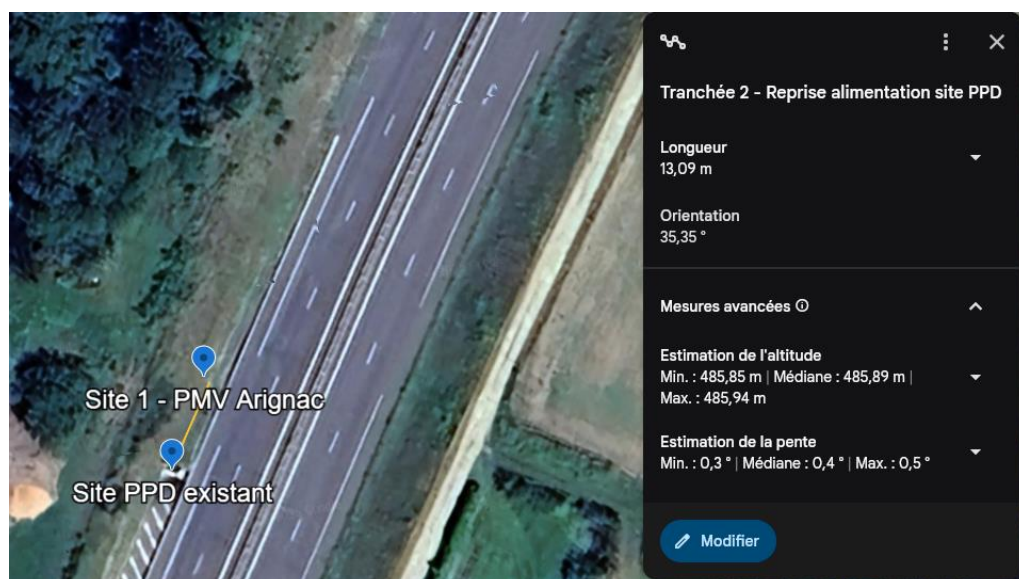 Site 1 - PMV Arignac
Site PPD existant
Tranchée 2 - Reprise alimentation site PPD
Longueur
13,09 m
Orientation
35,35 °
Mesures avancées
Estimation de l'altitude
Min. : 485,85 m | Médiane : 485,89 m |
Max. : 485,94 m
Estimation de la pente
Min. : 0,3 ° | Médiane : 0,4 ° | Max. : 0,5 °
Modifier